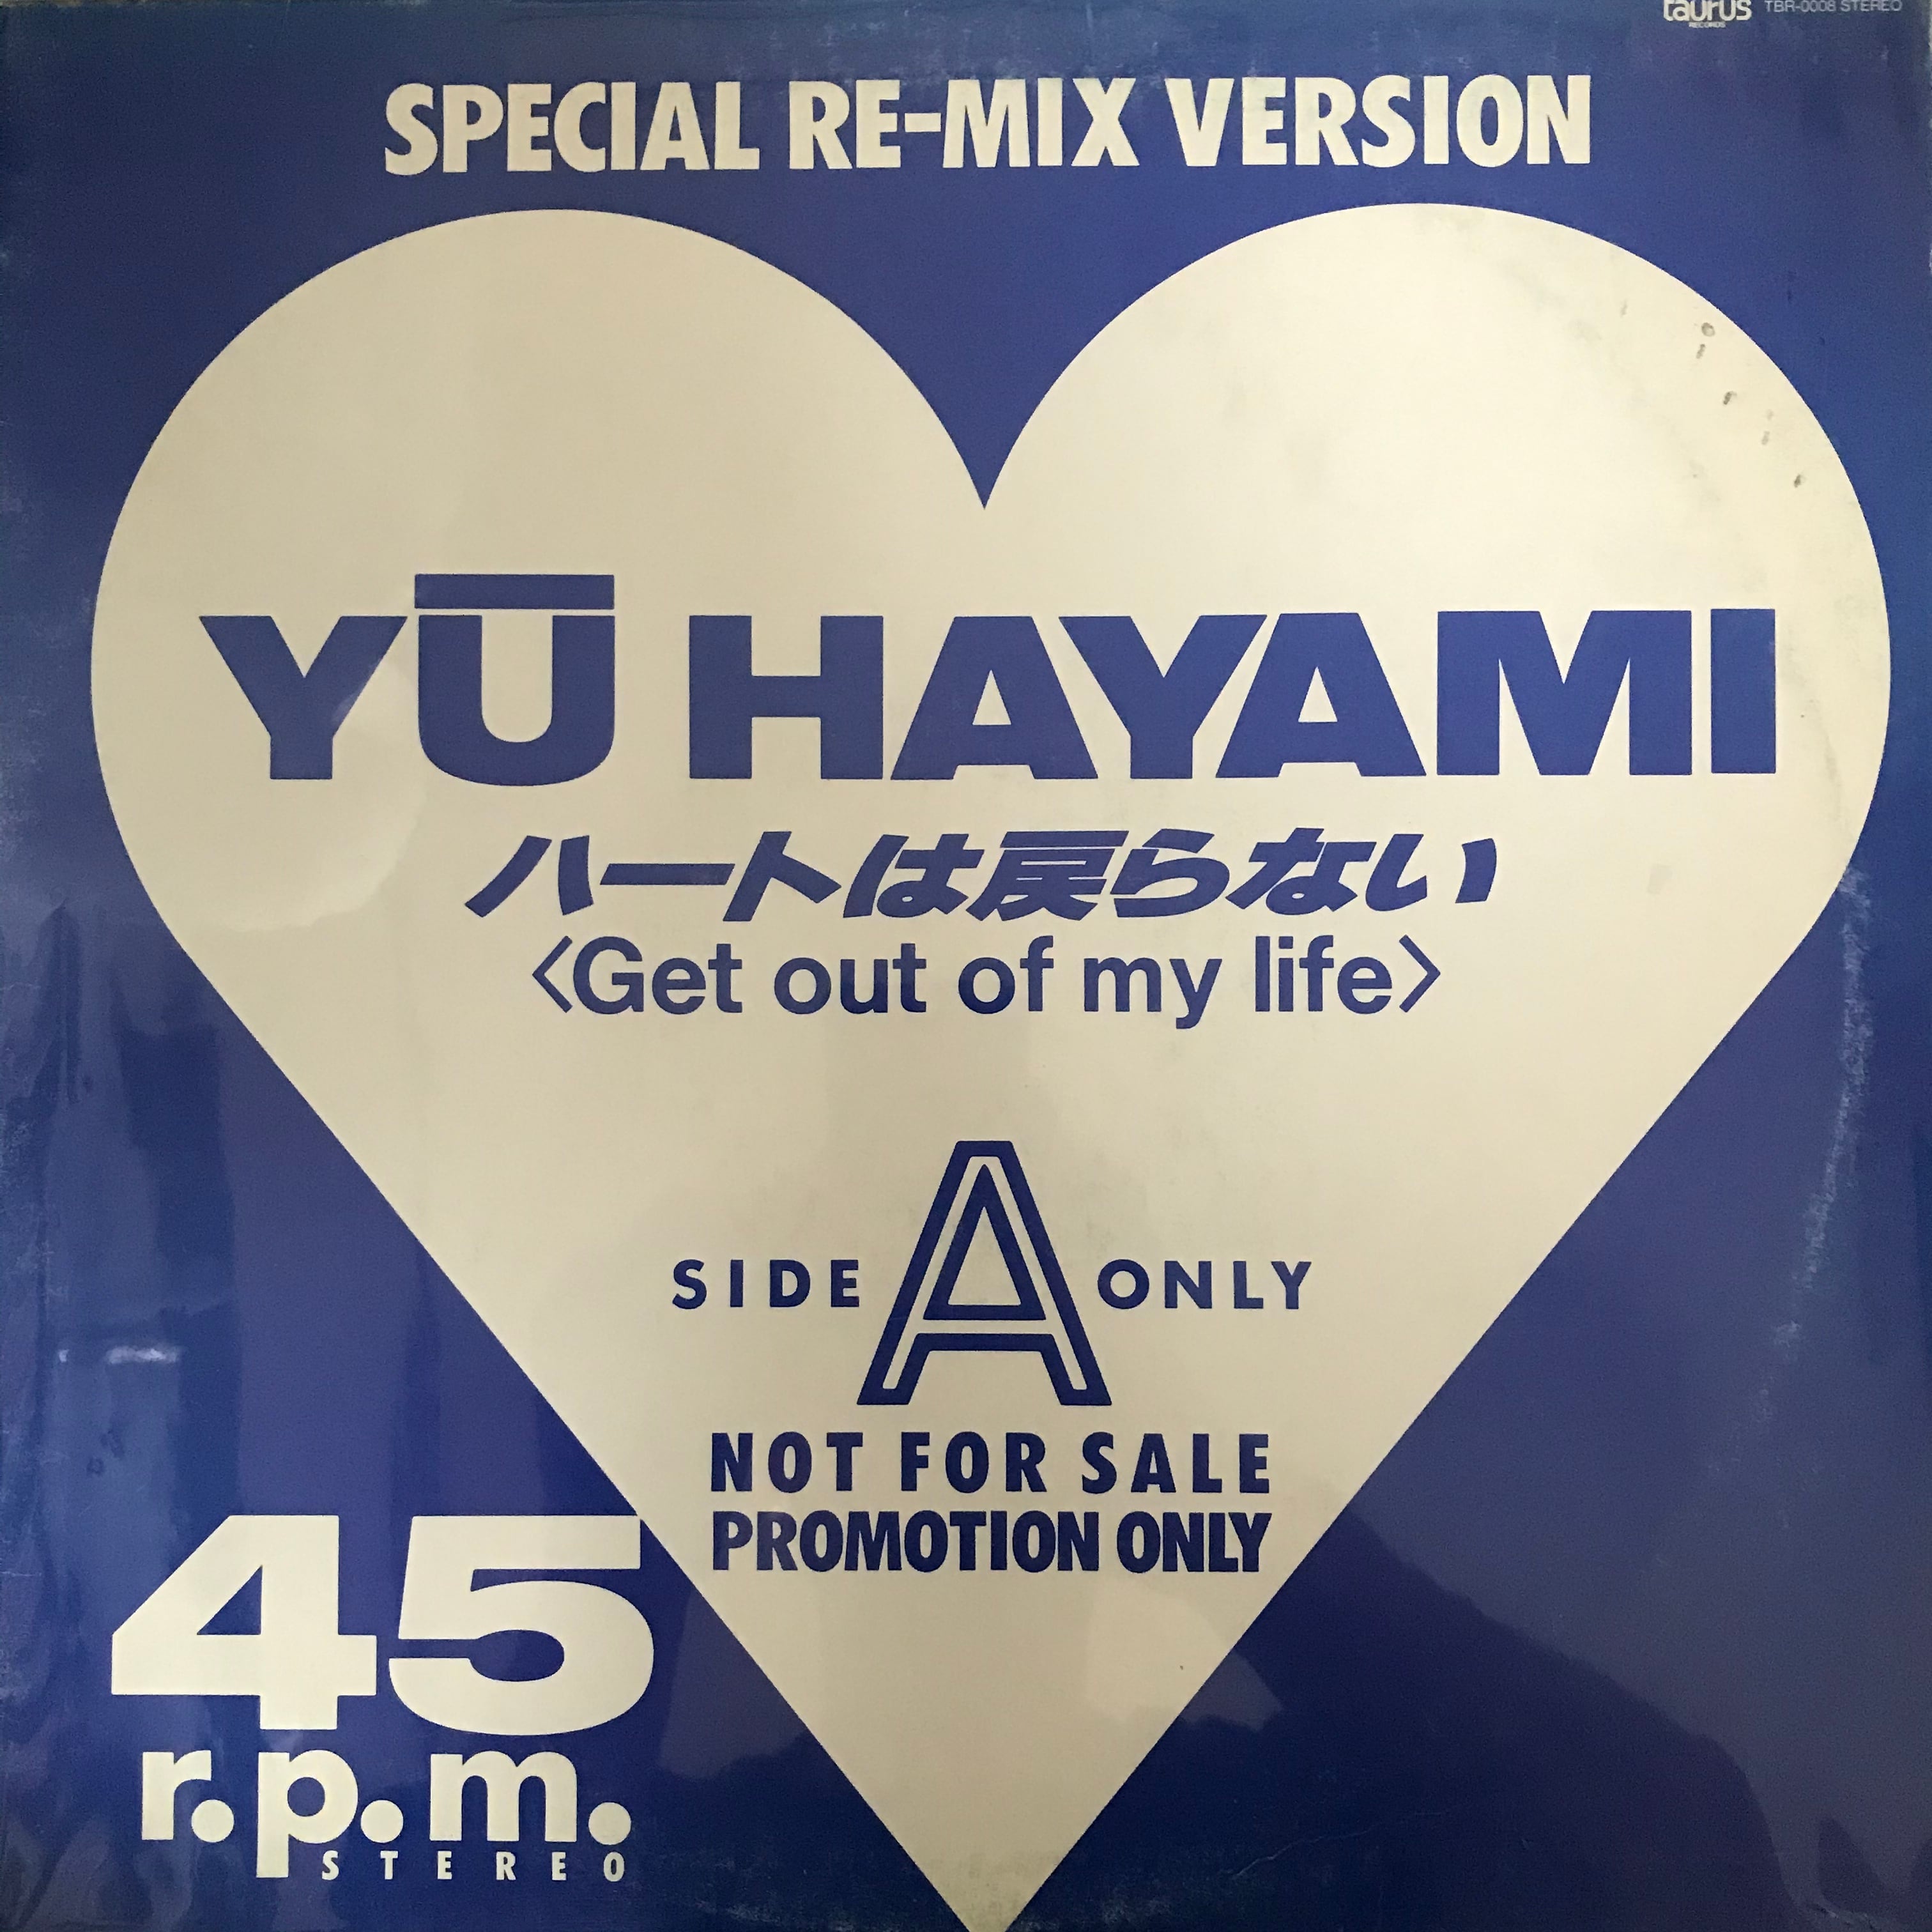 taurus TBR-0008 STEREO
RECORDS
SPECIAL RE-MIX VERSION
YŪ HAYAMI
ハートは戻らない
〈Get out of my life〉
SIDE A ONLY
NOT FOR SALE
PROMOTION ONLY
45
r.p.m.
STEREO